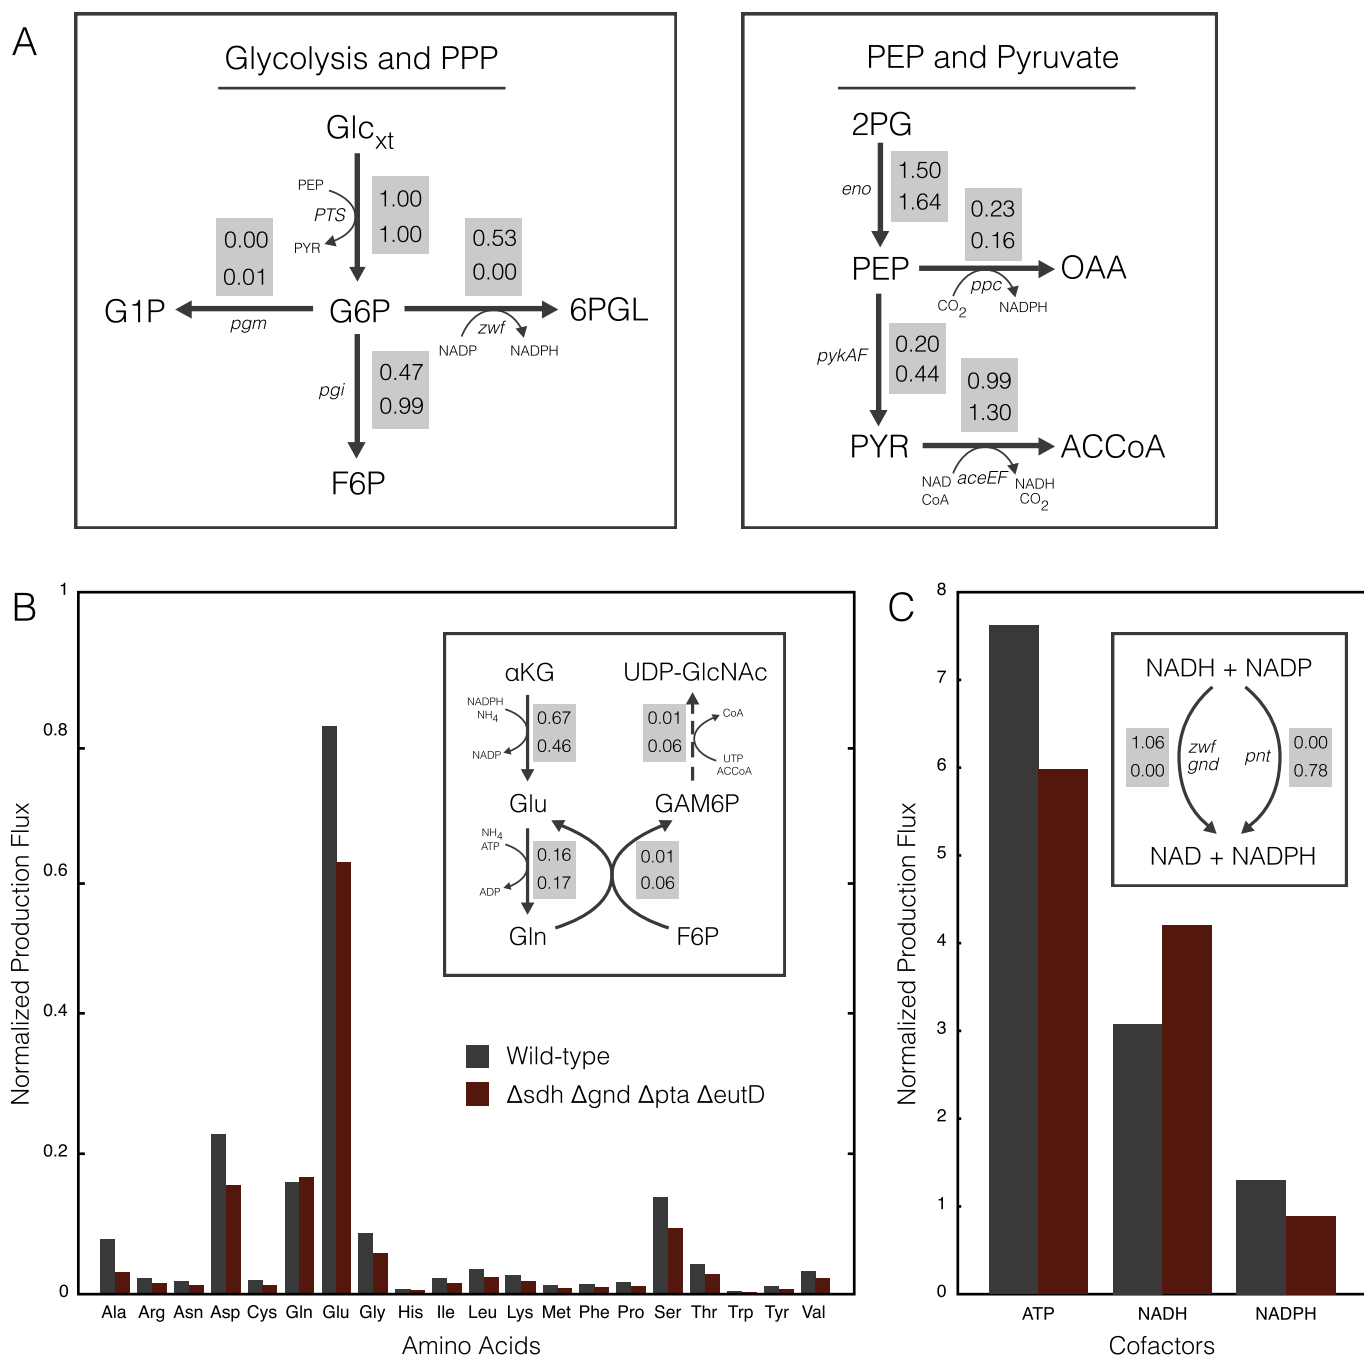 A
Glycolysis and PPP
Glcxt
PEP
PTS
PYR
1.00
1.00
0.00
0.01
0.53
0.00
G1P
G6P
6PGL
pgm
zwf
NADP
NADPH
pgi
0.47
0.99
F6P
PEP and Pyruvate
2PG
eno
1.50
1.64
0.23
0.16
PEP
OAA
ppc
CO2
NADPH
pykAF
0.20
0.44
0.99
1.30
PYR
ACCoA
aceEF
NAD
CoA
NADH
CO2
B
Normalized Production Flux
1
0.8
0.6
0.4
0.2
0
αKG
UDP-GlcNAc
NADPH
NH4
NADP
0.67
0.46
0.01
0.06
CoA
UTP
ACCoA
Glu
GAM6P
NH4
ATP
ADP
0.16
0.17
0.01
0.06
Gln
F6P
Wild-type
Δsdh Δgnd Δpta ΔeutD
Ala Arg Asn Asp Cys Gln Glu Gly His Ile Leu Lys Met Phe Pro Ser Thr Trp Tyr Val
Amino Acids
C
Normalized Production Flux
8
7
6
5
4
3
2
1
0
NADH + NADP
1.06
0.00
zwf
gnd
pnt
0.00
0.78
NAD + NADPH
ATP NADH NADPH
Cofactors